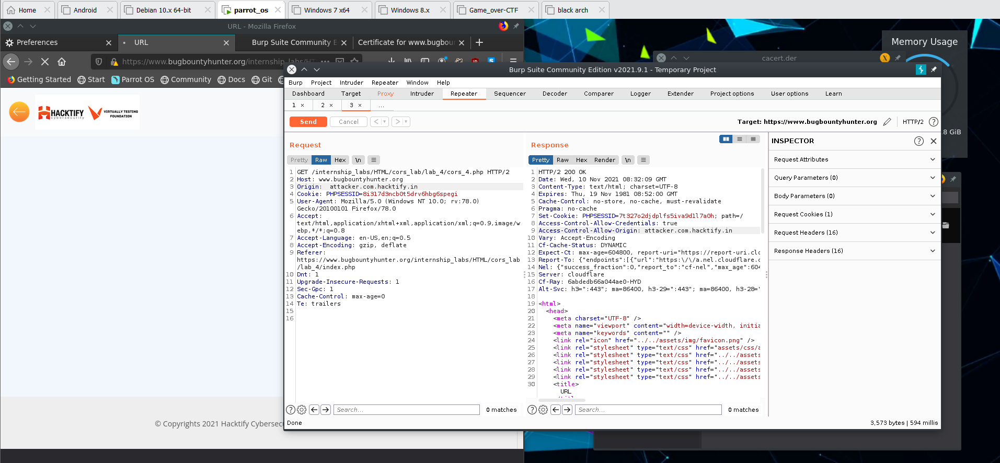 Home
Android
Debian 10.x 64-bit
parrot_os
Windows 7 x64
Windows 8.x
Game_over-CTF
black arch
URL - Mozilla Firefox
Preferences
URL
Burp Suite Community E
Certificate for www.bugbou
https://www.bugbountyhunter.org/internship_labs/HT
Getting Started
Start
Parrot OS
Community
Docs
Git
HACKTIFY
cybersecurity
VIRTUALLY TESTING
FOUNDATION
© Copyrights 2021 Hacktify Cybersecu
Memory Usage
cacert.der
.8 GiB
Burp Suite Community Edition v2021.9.1 - Temporary Project
Burp Project Intruder Repeater Window Help
Dashboard Target Proxy Intruder Repeater Sequencer Decoder Comparer Logger Extender Project options User options Learn
1 × 2 × 3 × ...
Send Cancel < >
Target: https://www.bugbountyhunter.org HTTP/2 ?
Request
Pretty Raw Hex \n
1 GET /internship_labs/HTML/cors_lab/lab_4/cors_4.php HTTP/2
2 Host: www.bugbountyhunter.org
3 Origin: attacker.com.hacktify.in
4 Cookie: PHPSESSID=8i317d3ncb0t5drv6hbg6spegi
5 User-Agent: Mozilla/5.0 (Windows NT 10.0; rv:78.0)
Gecko/20100101 Firefox/78.0
6 Accept:
text/html,application/xhtml+xml,application/xml;q=0.9,image/w
ebp,*/*;q=0.8
7 Accept-Language: en-US,en;q=0.5
8 Accept-Encoding: gzip, deflate
9 Referer:
https://www.bugbountyhunter.org/internship_labs/HTML/cors_lab
/lab_4/index.php
10 Dnt: 1
11 Upgrade-Insecure-Requests: 1
12 Sec-Gpc: 1
13 Cache-Control: max-age=0
14 Te: trailers
15
16
Search...
0 matches
Response
Pretty Raw Hex Render \n
1 HTTP/2 200 OK
2 Date: Wed, 10 Nov 2021 08:32:09 GMT
3 Content-Type: text/html; charset=UTF-8
4 Expires: Thu, 19 Nov 1981 08:52:00 GMT
5 Cache-Control: no-store, no-cache, must-revalidate
6 Pragma: no-cache
7 Set-Cookie: PHPSESSID=7t327o2djdplfs5iva9d1l7a0h; path=/
8 Access-Control-Allow-Credentials: true
9 Access-Control-Allow-Origin: attacker.com.hacktify.in
10 Vary: Accept-Encoding
11 Cf-Cache-Status: DYNAMIC
12 Expect-Ct: max-age=604800, report-uri="https://report-uri.clo
13 Report-To: {"endpoints":[{"url":"https:\/\/a.nel.cloudflare.c
14 Nel: {"success_fraction":0,"report_to":"cf-nel","max_age":604
15 Server: cloudflare
16 Cf-Ray: 6abdedb66a044ae0-HYD
17 Alt-Svc: h3=":443"; ma=86400, h3-29=":443"; ma=86400, h3-28="
18
19 <html>
20 <head>
21 <meta charset="UTF-8" />
22 <meta name="viewport" content="width=device-width, initia
23 <meta name="keywords" content="" />
24 <link rel="icon" href="../../assets/img/favicon.png" />
25 <link rel="stylesheet" type="text/css" href="assets/css/a
26 <link rel="stylesheet" type="text/css" href="../../assets
27 <link rel="stylesheet" type="text/css" href="../../assets
28 <link rel="stylesheet" type="text/css" href="../../assets
29 <link rel="stylesheet" type="text/css" href="../../assets
30 <title>
URL
Search...
0 matches
INSPECTOR
Request Attributes
Query Parameters (0)
Body Parameters (0)
Request Cookies (1)
Request Headers (16)
Response Headers (16)
Done
3,573 bytes | 594 millis